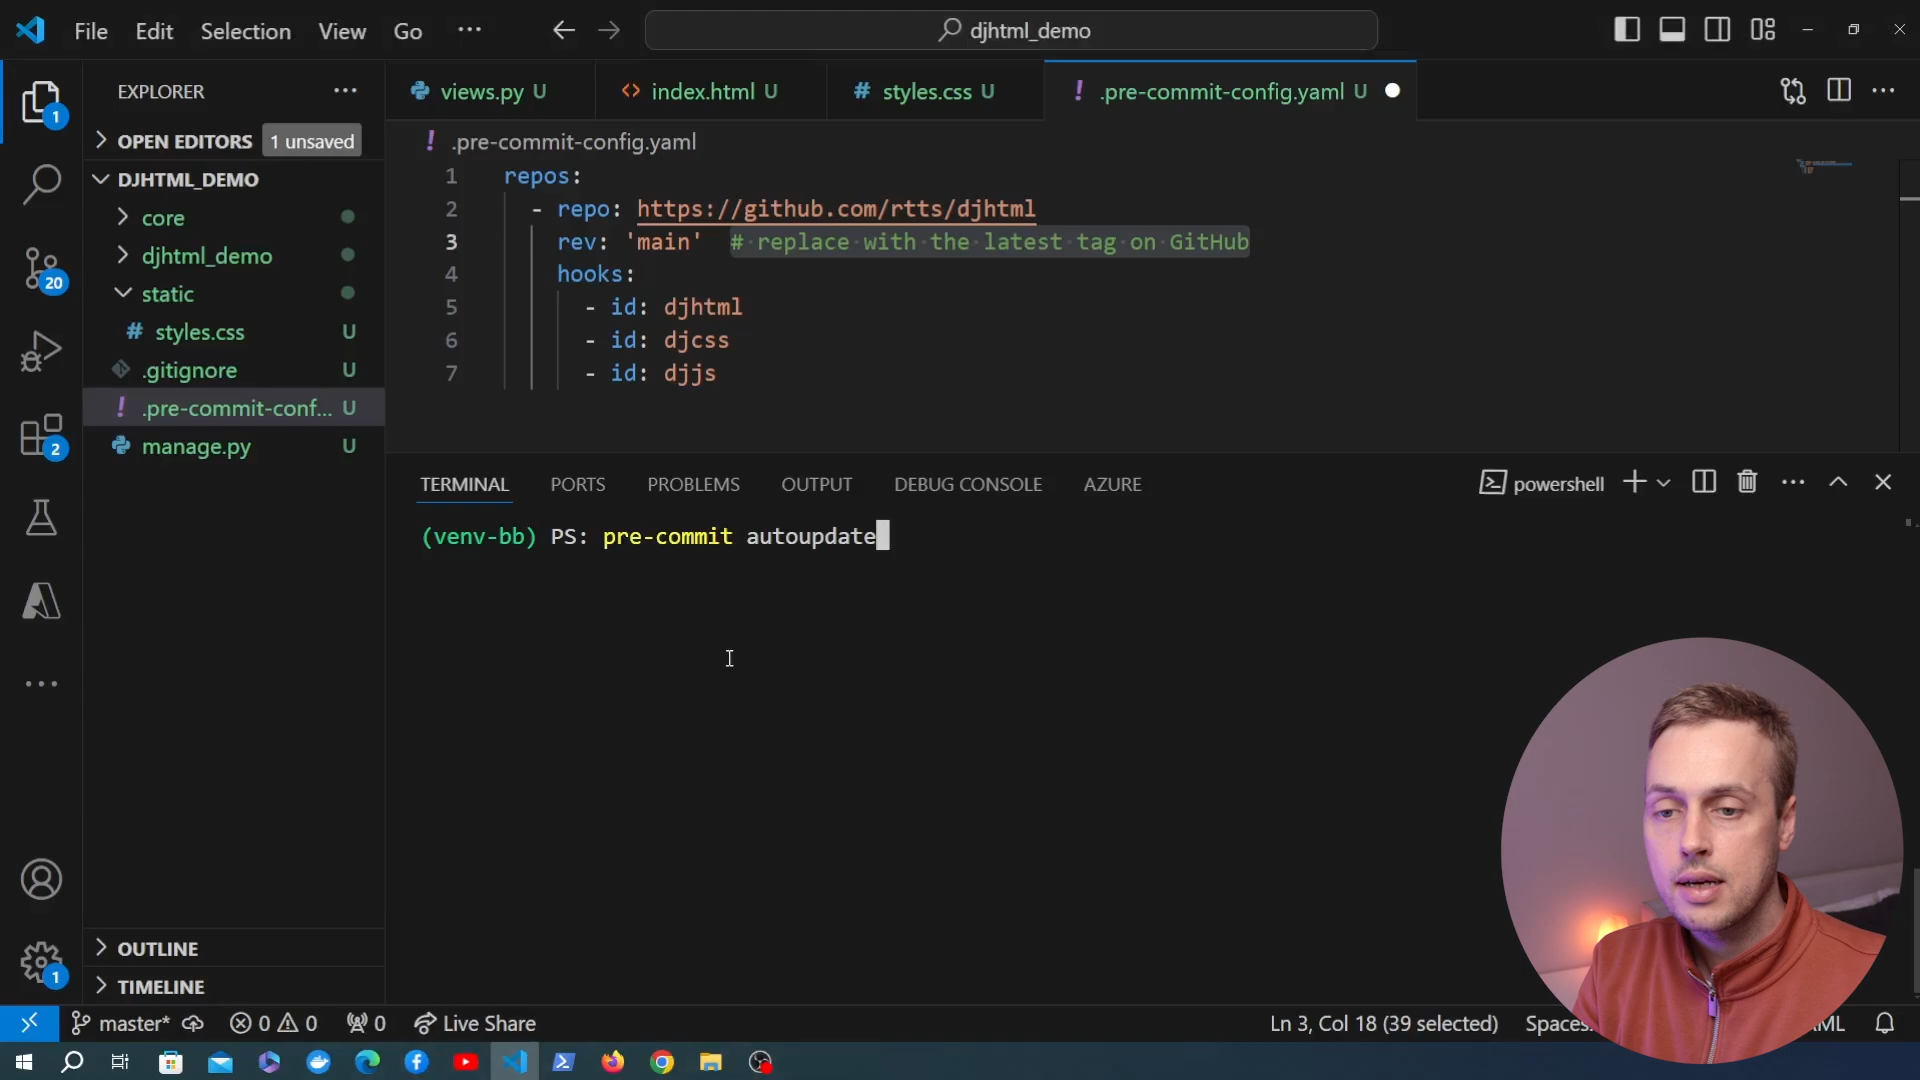 File Edit Selection View Go ··· djhtml_demo
EXPLORER ···
1
OPEN EDITORS 1 unsaved
DJHTML_DEMO
core
djhtml_demo
20
static
styles.css U
.gitignore U
.pre-commit-conf... U
2
manage.py U
OUTLINE
1
TIMELINE
views.py U index.html U styles.css U .pre-commit-config.yaml U
.pre-commit-config.yaml
1 repos:
2 - repo: https://github.com/rtts/djhtml
3 rev: 'main' # replace with the latest tag on GitHub
4 hooks:
5 - id: djhtml
6 - id: djcss
7 - id: djjs
TERMINAL PORTS PROBLEMS OUTPUT DEBUG CONSOLE AZURE powershell
(venv-bb) PS: pre-commit autoupdate
master* 0 0 0 Live Share Ln 3, Col 18 (39 selected)